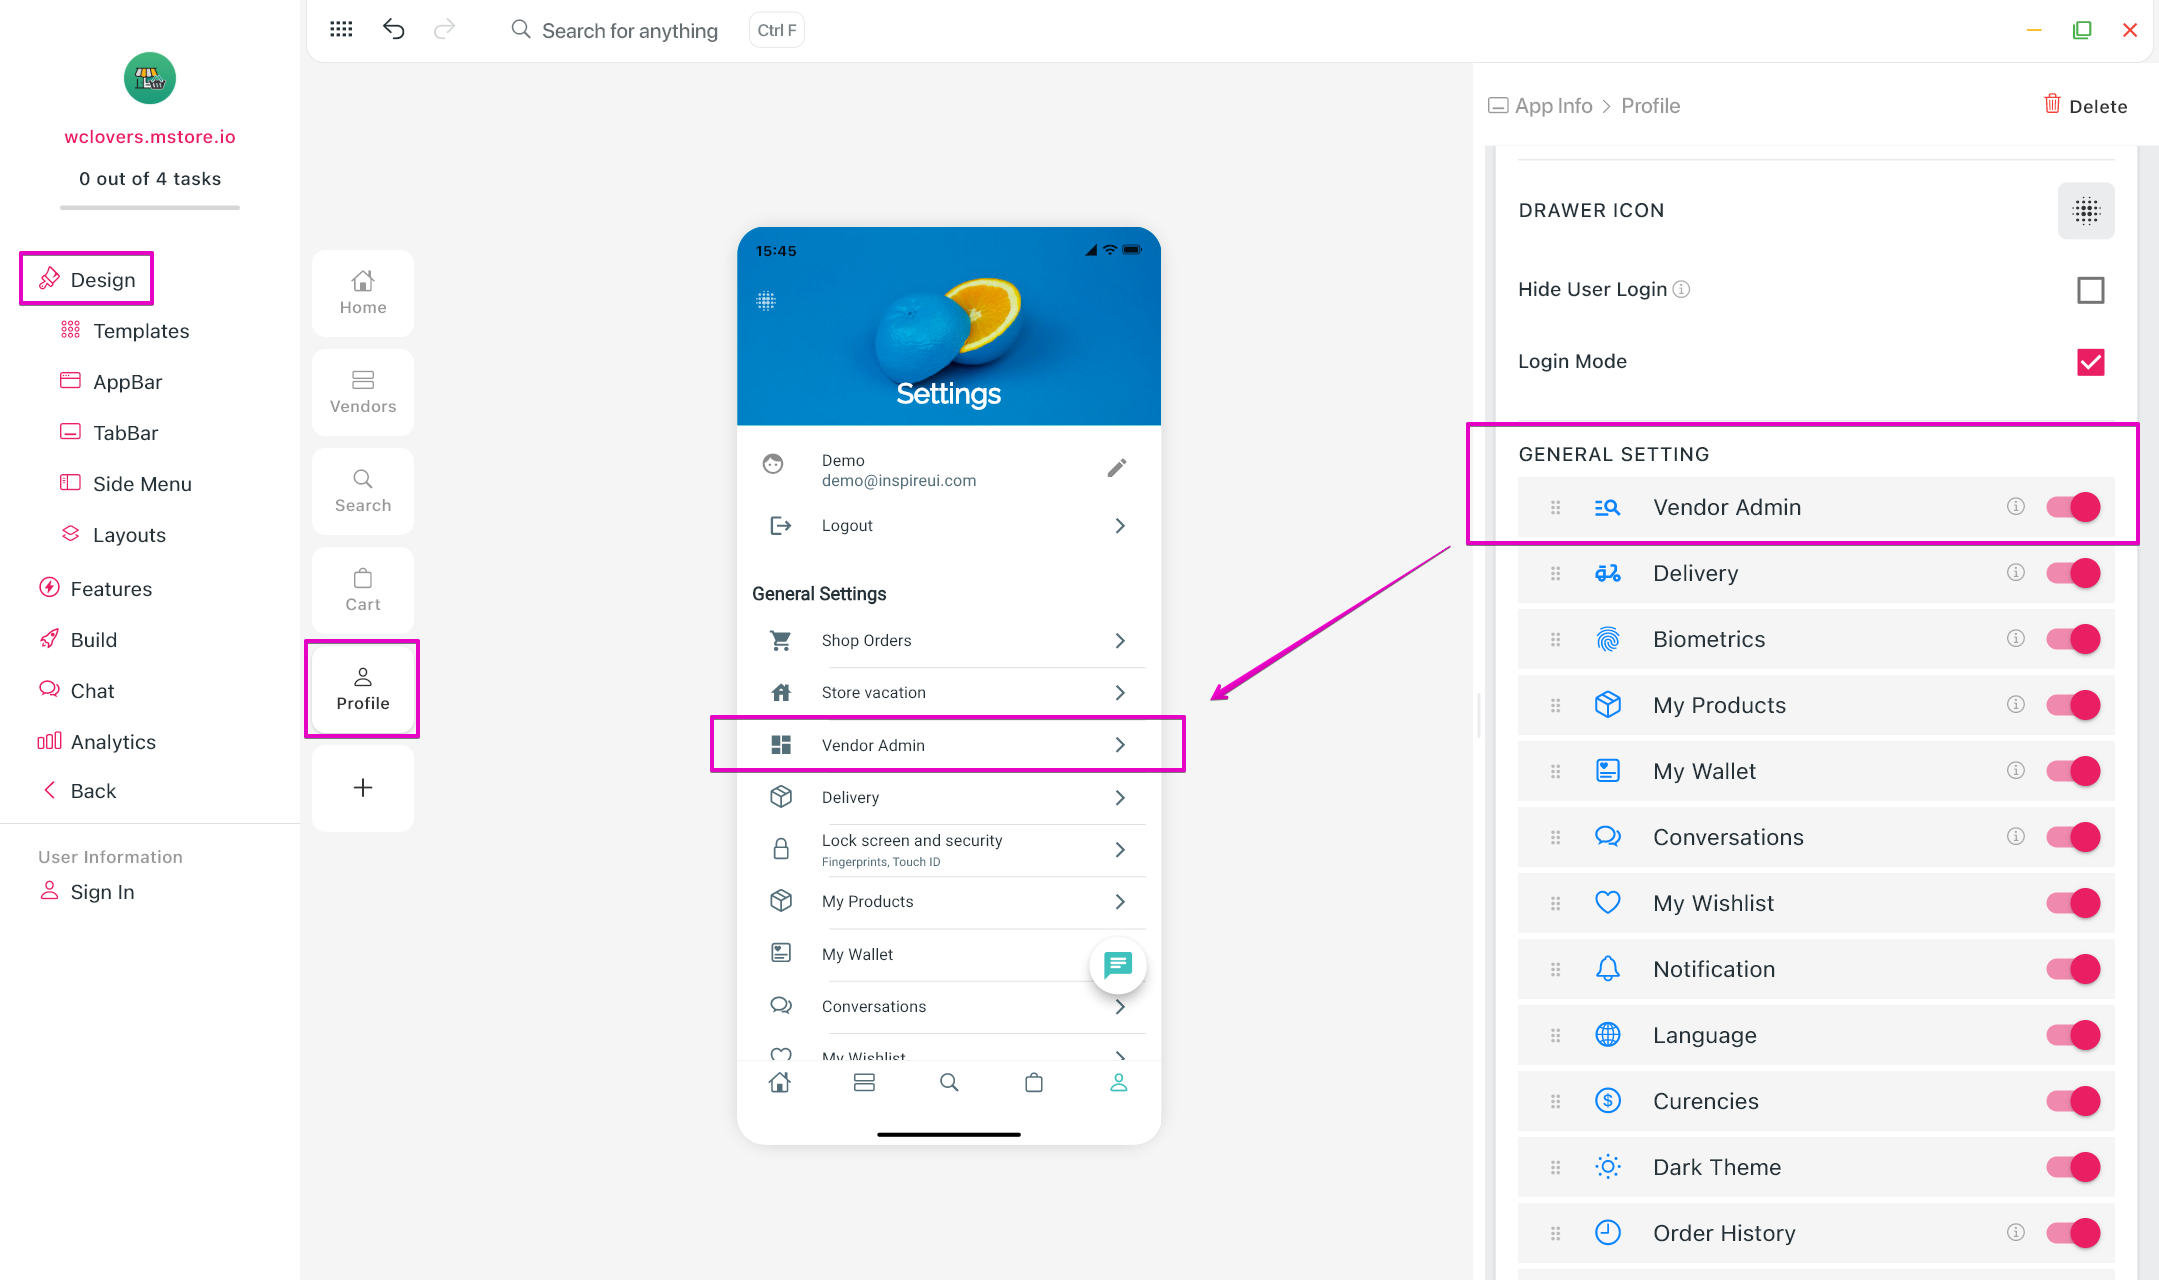 Search for anything
Ctrl F
wclovers.mstore.io
0 out of 4 tasks
Design
Templates
AppBar
TabBar
Side Menu
Layouts
Features
Build
Chat
Analytics
Back
User Information
Sign In
Home
Vendors
Search
Cart
Profile
15:45
Settings
Demo
demo@inspireui.com
Logout
General Settings
Shop Orders
Store vacation
Vendor Admin
Delivery
Lock screen and security
Fingerprints, Touch ID
My Products
My Wallet
Conversations
My Wishlist
App Info > Profile
Delete
DRAWER ICON
Hide User Login
Login Mode
GENERAL SETTING
Vendor Admin
Delivery
Biometrics
My Products
My Wallet
Conversations
My Wishlist
Notification
Language
Curencies
Dark Theme
Order History